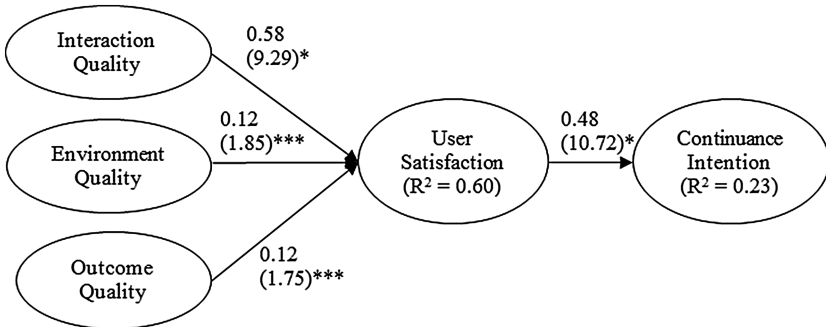 Interaction
Quality
0.58
(9.29)*
Environment
Quality
0.12
(1.85)***
Outcome
Quality
0.12
(1.75)***
User
Satisfaction
(R² = 0.60)
0.48
(10.72)*
Continuance
Intention
(R² = 0.23)